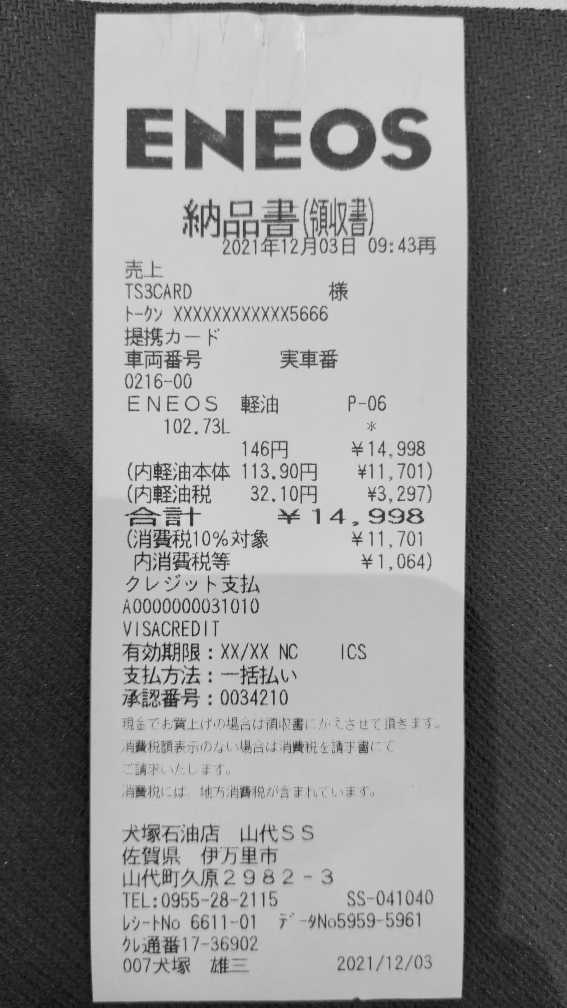 ENEOS
納品書(領収書)
2021年12月03日 09:43再
売上
TS3CARD 様
ﾄｰｸﾝ XXXXXXXXXXXX5666
提携カード
車両番号 実車番
0216-00
ＥＮＥＯＳ 軽油 P-06
102.73L *
146円 ¥14,998
(内軽油本体 113.90円 ¥11,701)
(内軽油税 32.10円 ¥3,297)
合計 ¥14,998
(消費税10%対象 ¥11,701
内消費税等 ¥1,064)
クレジット支払
A0000000031010
VISACREDIT
有効期限：XX/XX NC ICS
支払方法：一括払い
承認番号：0034210
現金でお買上げの場合は領収書にかえさせて頂きます。
消費税額表示のない場合は消費税を請求書にて
ご請求いたします。
消費税には、地方消費税が含まれています。
犬塚石油店 山代ＳＳ
佐賀県 伊万里市
山代町久原２９８２－３
TEL:0955-28-2115 SS-041040
ﾚｼｰﾄNo 6611-01 ﾃﾞｰﾀNo5959-5961
ｸﾚ通番17-36902
007犬塚 雄三 2021/12/03